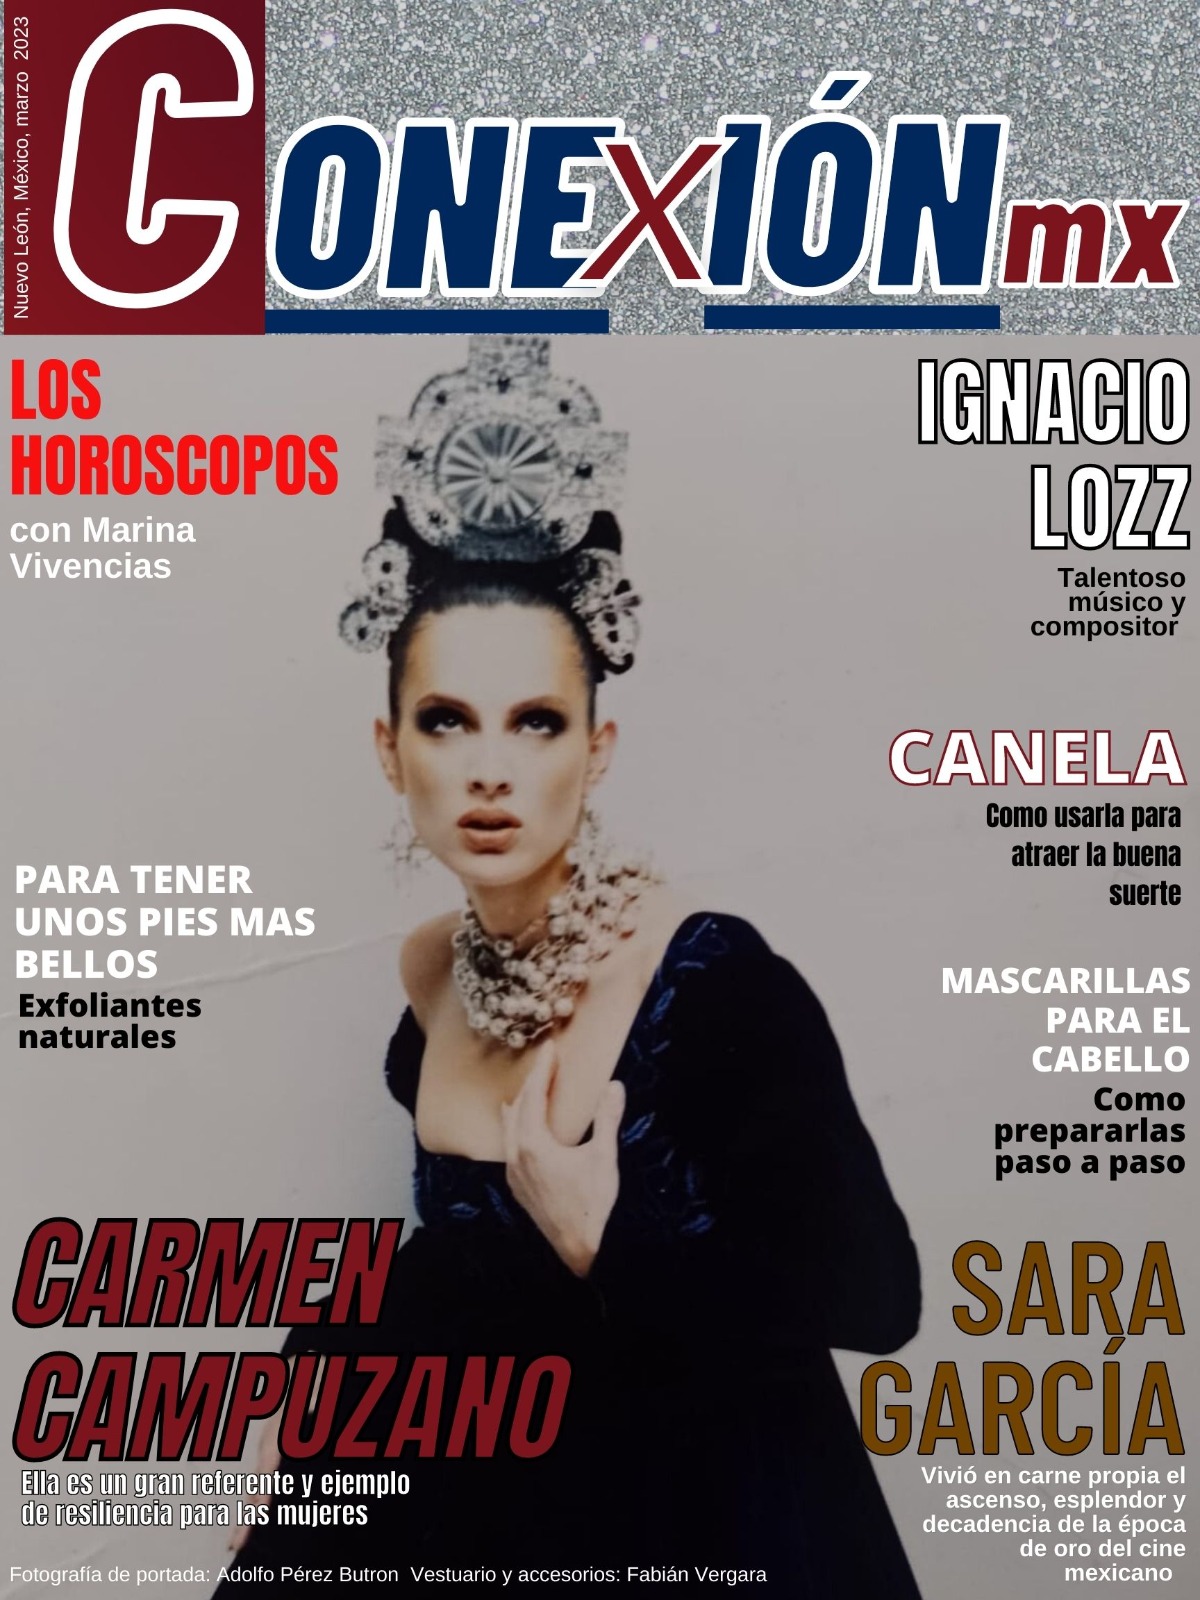 Nuevo León, México, marzo 2023
CONEXIÓN mx
LOS
HOROSCOPOS
con Marina
Vivencias
IGNACIO
LOZZ
Talentoso
músico y
compositor
CANELA
Como usarla para
atraer la buena
suerte
PARA TENER
UNOS PIES MAS
BELLOS
Exfoliantes
naturales
MASCARILLAS
PARA EL
CABELLO
Como
prepararlas
paso a paso
CARMEN
CAMPUZANO
Ella es un gran referente y ejemplo
de resiliencia para las mujeres
SARA
GARCÍA
Vivió en carne propia el
ascenso, esplendor y
decadencia de la época
de oro del cine
mexicano
Fotografía de portada: Adolfo Pérez Butron  Vestuario y accesorios: Fabián Vergara